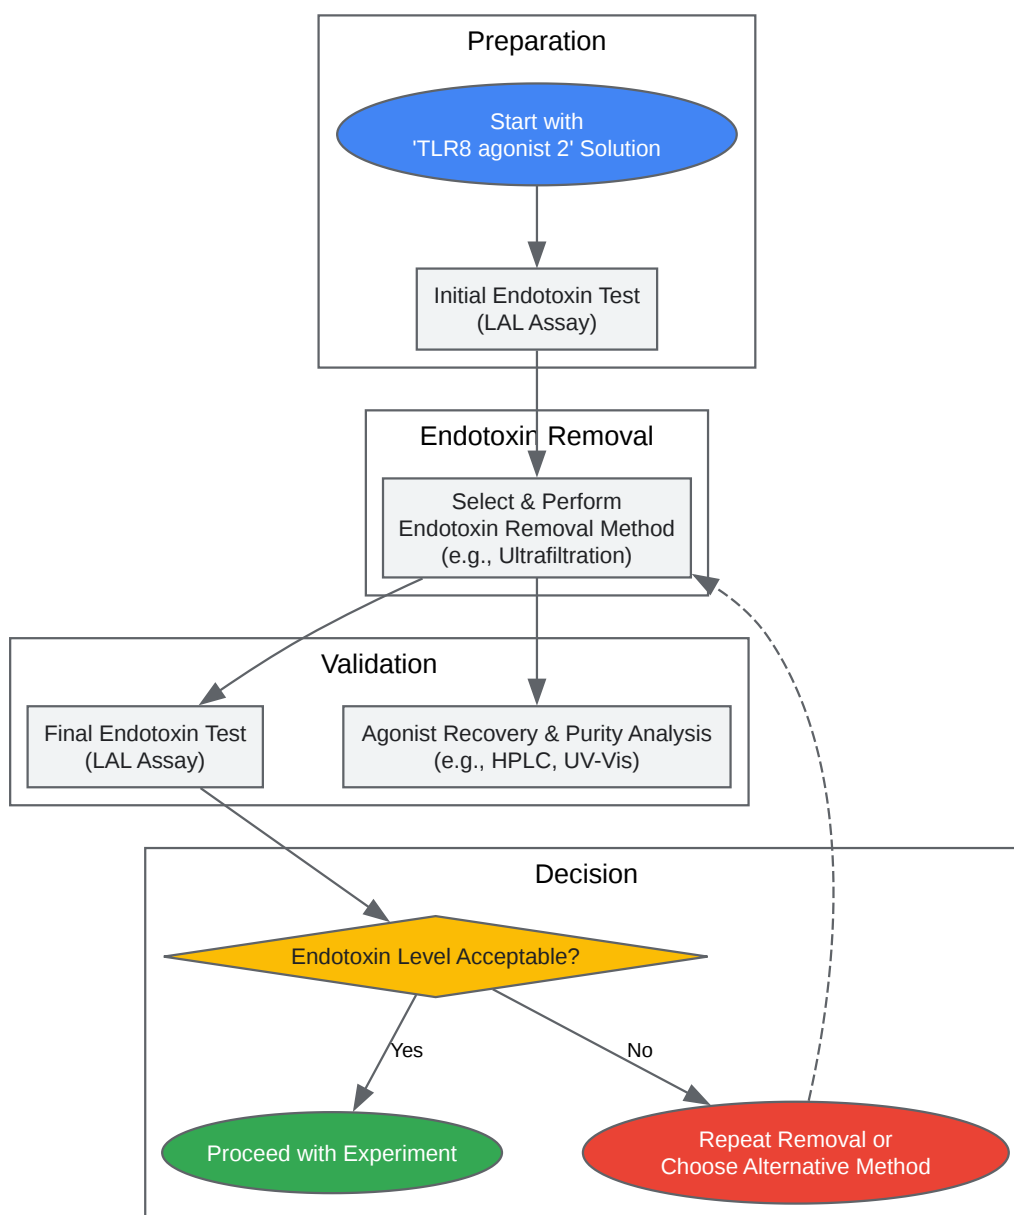 Preparation
Start with
'TLR8 agonist 2' Solution
Initial Endotoxin Test
(LAL Assay)
Endotoxin Removal
Select & Perform
Endotoxin Removal Method
(e.g., Ultrafiltration)
Validation
Final Endotoxin Test
(LAL Assay)
Agonist Recovery & Purity Analysis
(e.g., HPLC, UV-Vis)
Decision
Endotoxin Level Acceptable?
Yes
No
Proceed with Experiment
Repeat Removal or
Choose Alternative Method